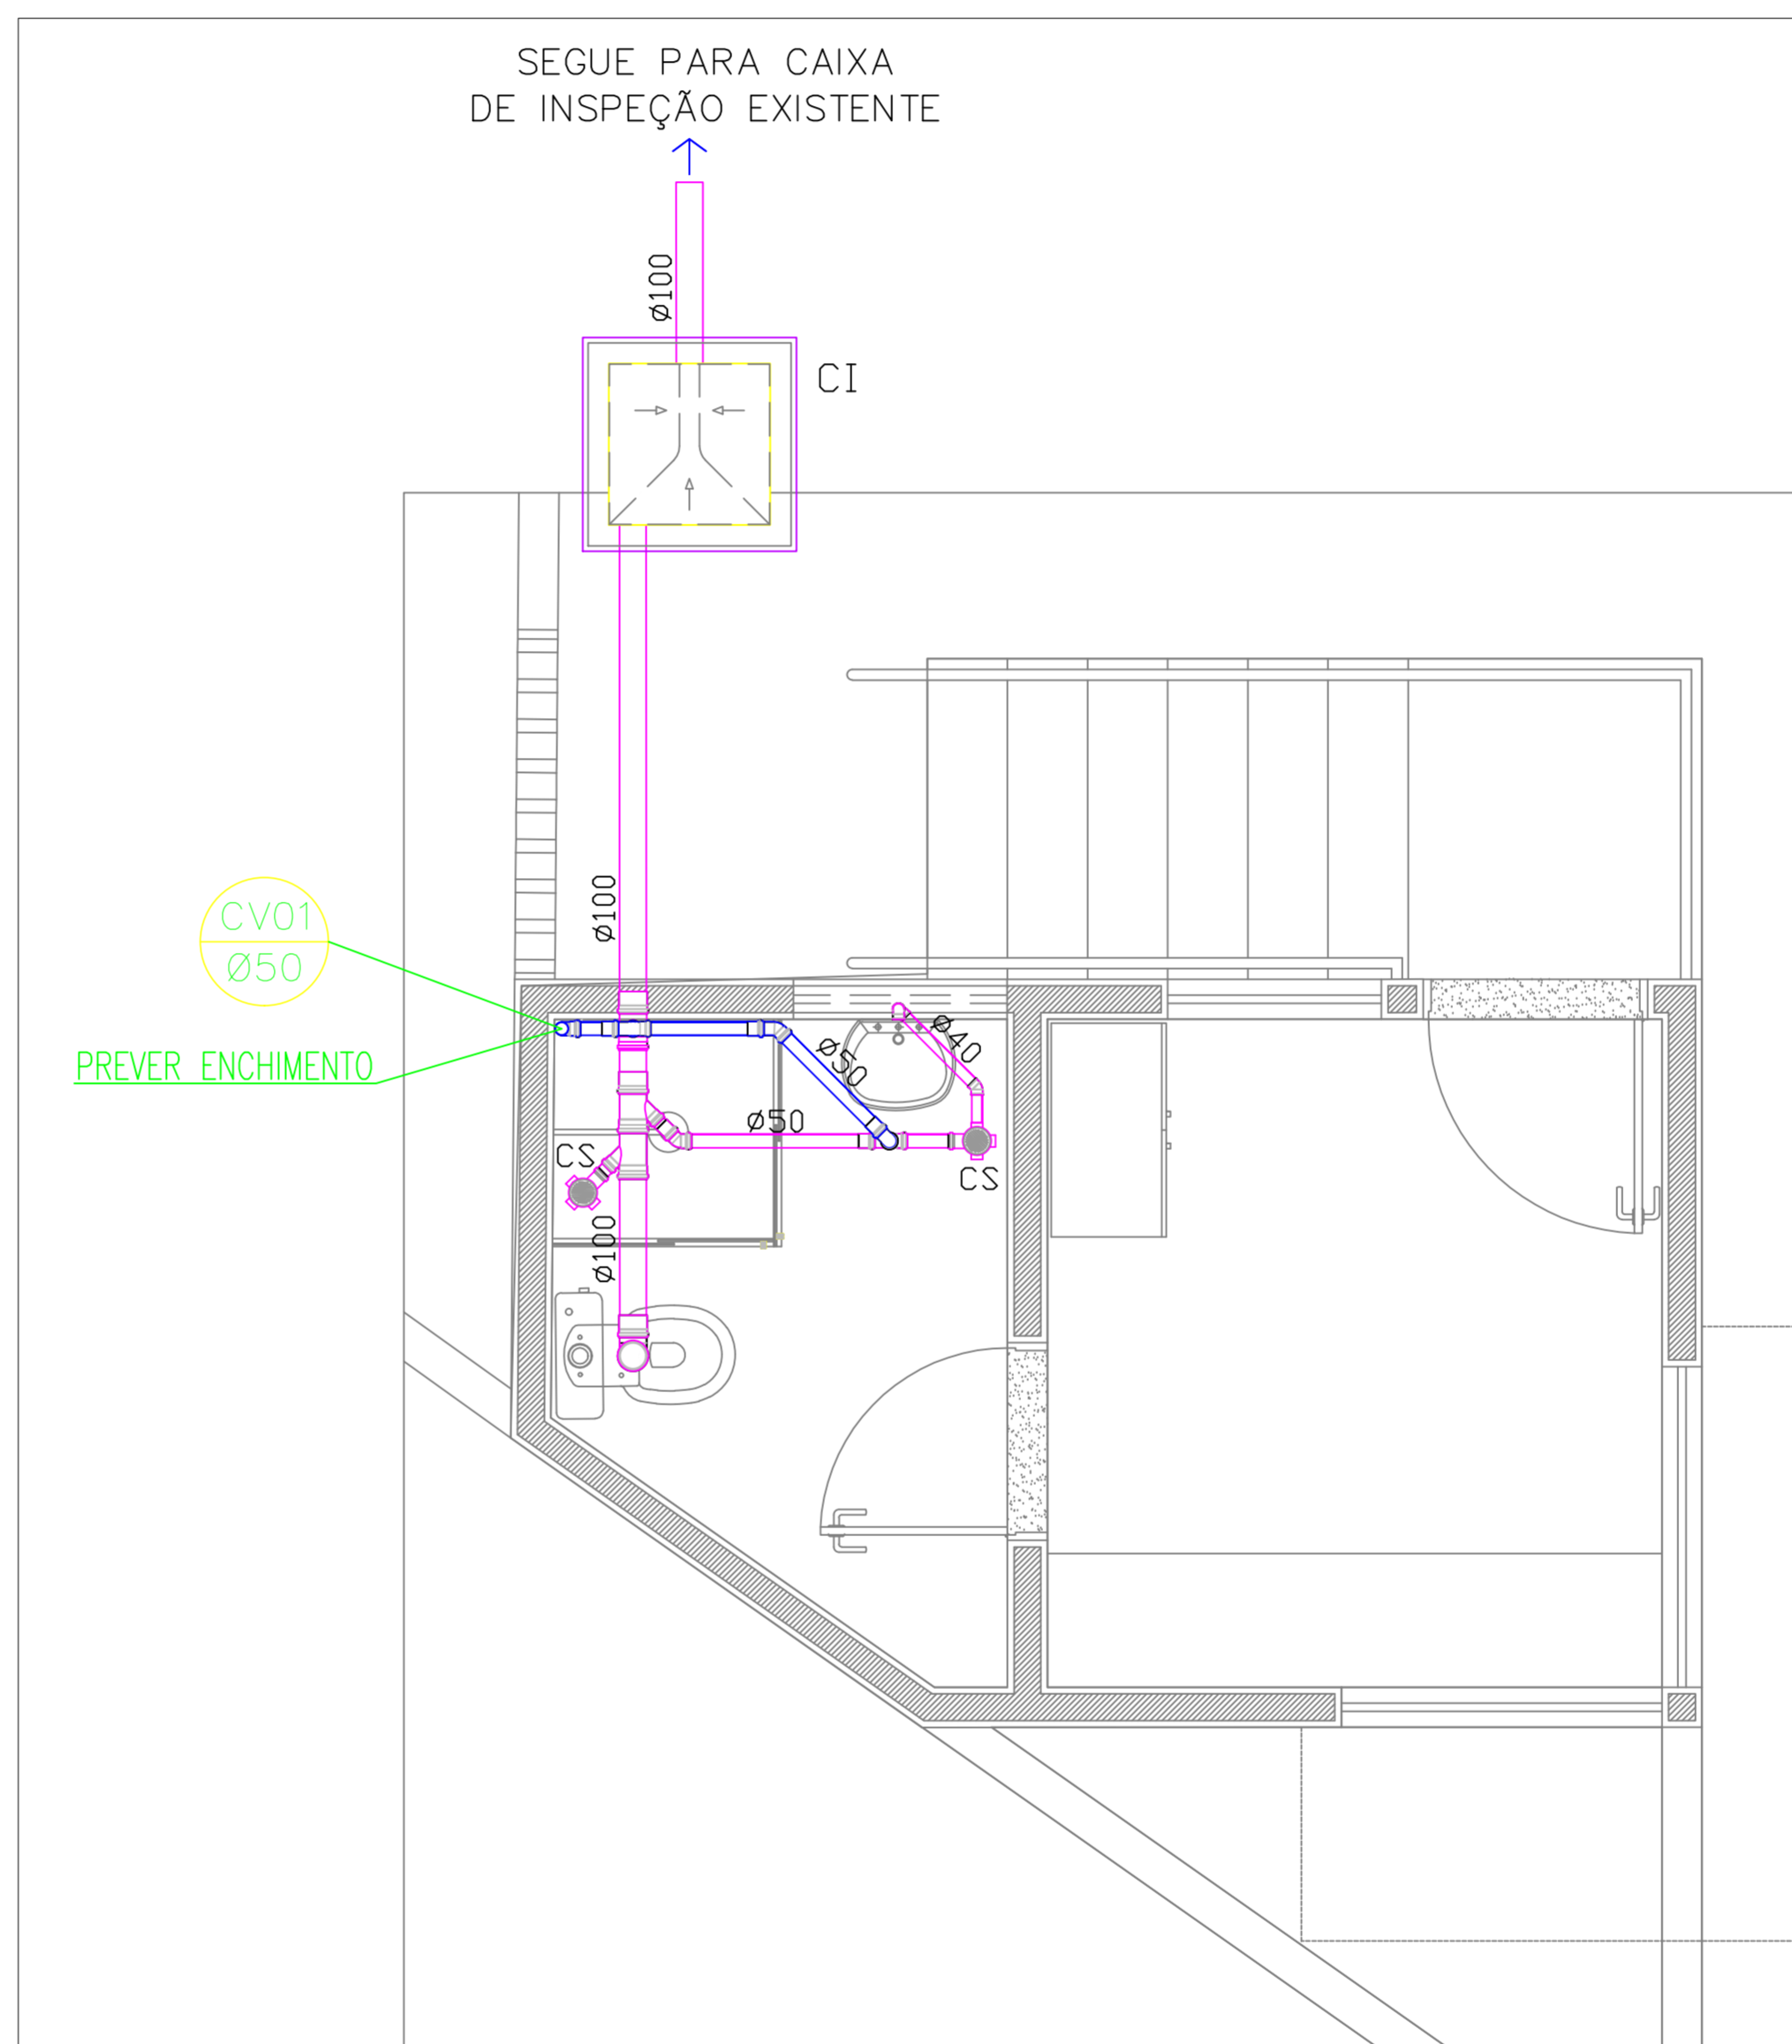 SEGUE PARA CAIXA
DE INSPEÇÃO EXISTENTE
ø100
CI
ø100
CV01
Ø50
PREVER ENCHIMENTO
ø50
ø40
ø50
CS
CS
ø100